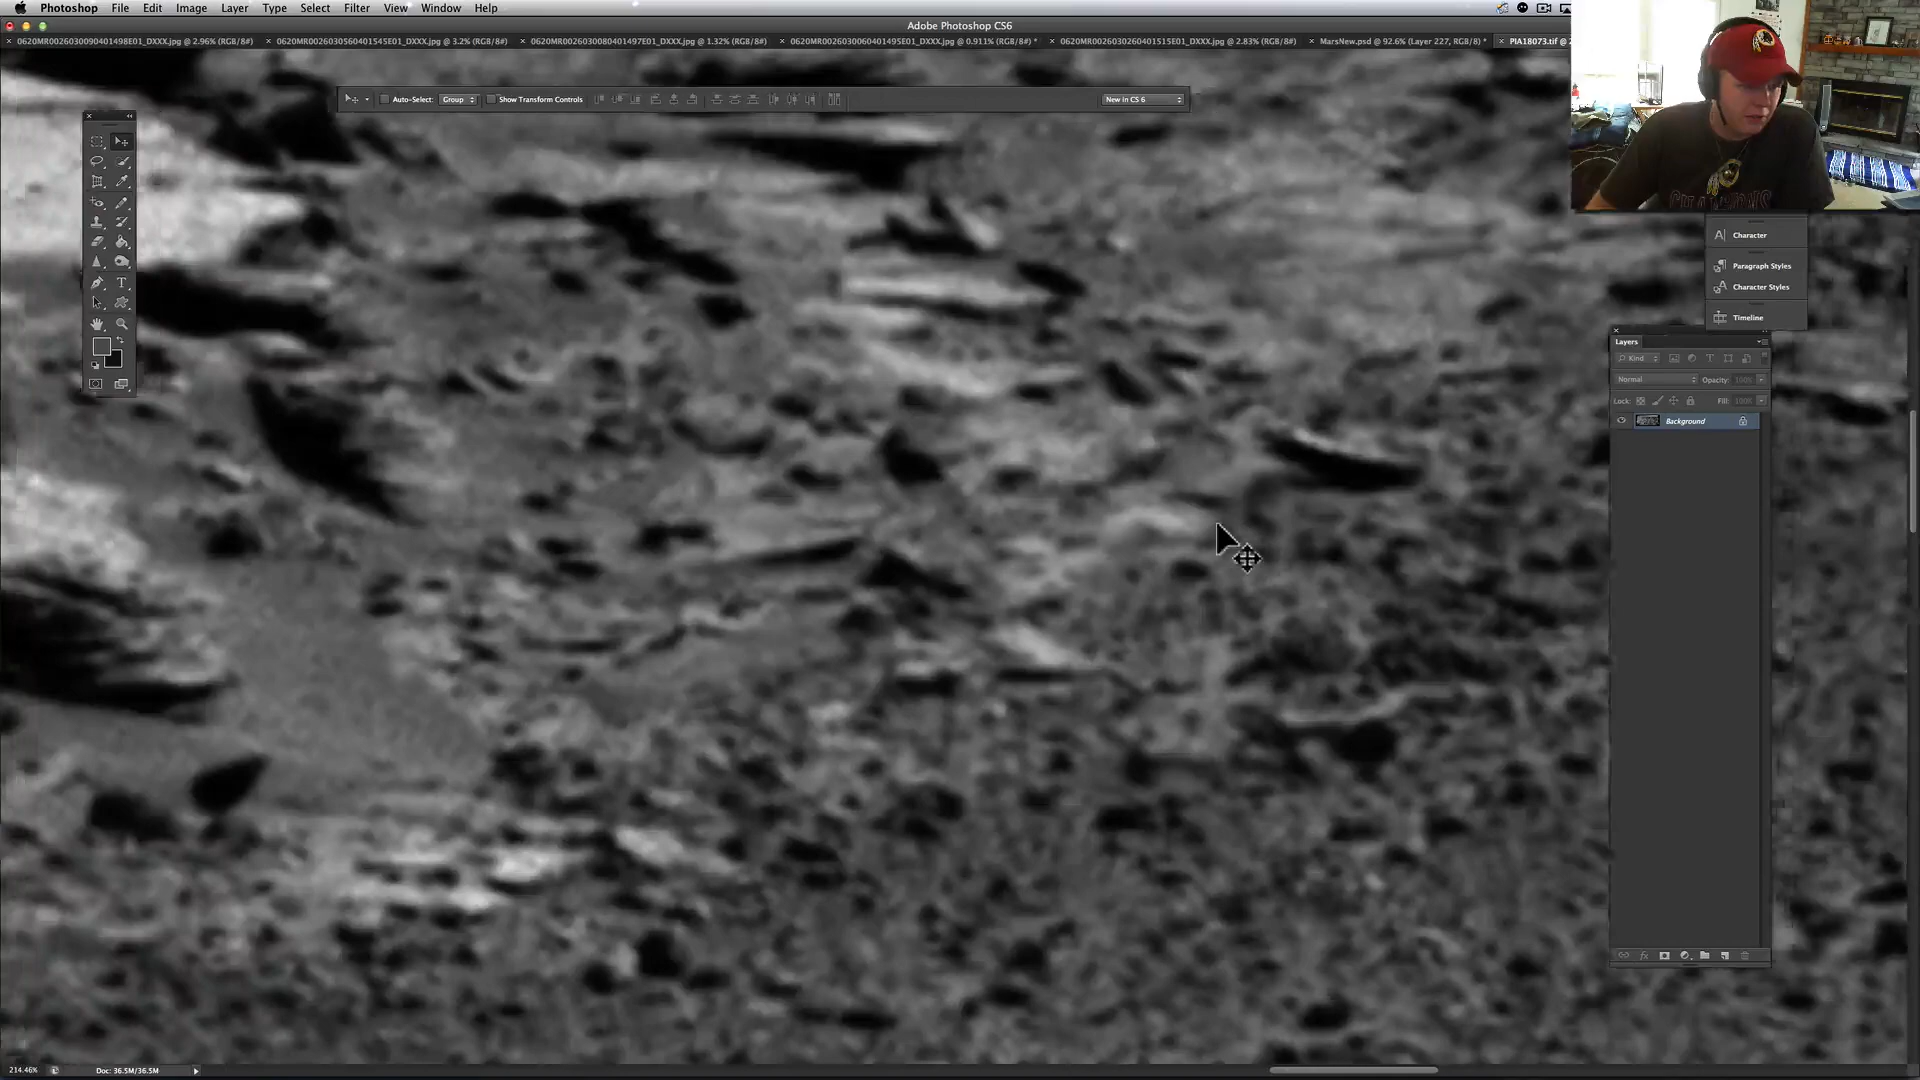 Photoshop File Edit Image Layer Type Select Filter View Window Help
Adobe Photoshop CS6
0620MR0026030090401498E01_DXXX.jpg @ 2.96% (RGB/8#) 0620MR0026030560401545E01_DXXX.jpg @ 3.2% (RGB/8#) 0620MR0026030080401497E01_DXXX.jpg @ 1.32% (RGB/8#) 0620MR0026030060401495E01_DXXX.jpg @ 0.911% (RGB/8#) * 0620MR0026030260401515E01_DXXX.jpg @ 2.83% (RGB/8#) MarsNew.psd @ 92.6% (Layer 227, RGB/8) * PIA18073.tif @
Auto-Select: Group Show Transform Controls New in CS 6
Character
Paragraph Styles
Character Styles
Timeline
Layers
Kind
Normal Opacity: 100%
Lock: Fill: 100%
Background
214.46% Doc: 36.5M/36.5M